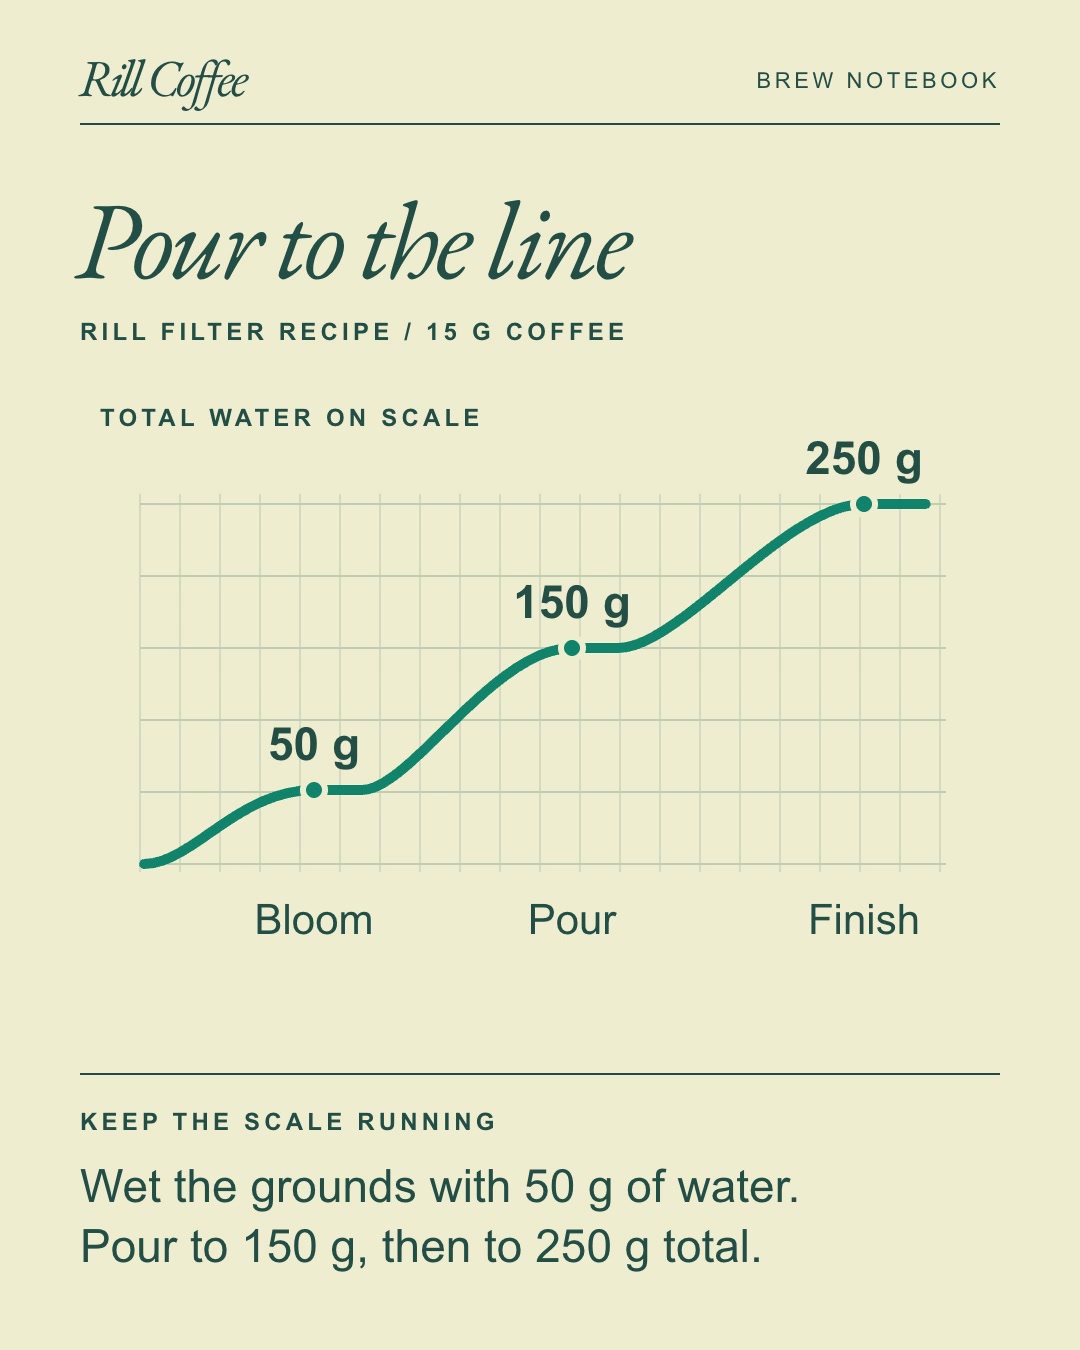 Rill Coffee
BREW NOTEBOOK
Pour to the line
RILL FILTER RECIPE / 15 G COFFEE
TOTAL WATER ON SCALE
250 g
150 g
50 g
Bloom
Pour
Finish
KEEP THE SCALE RUNNING
Wet the grounds with 50 g of water.
Pour to 150 g, then to 250 g total.